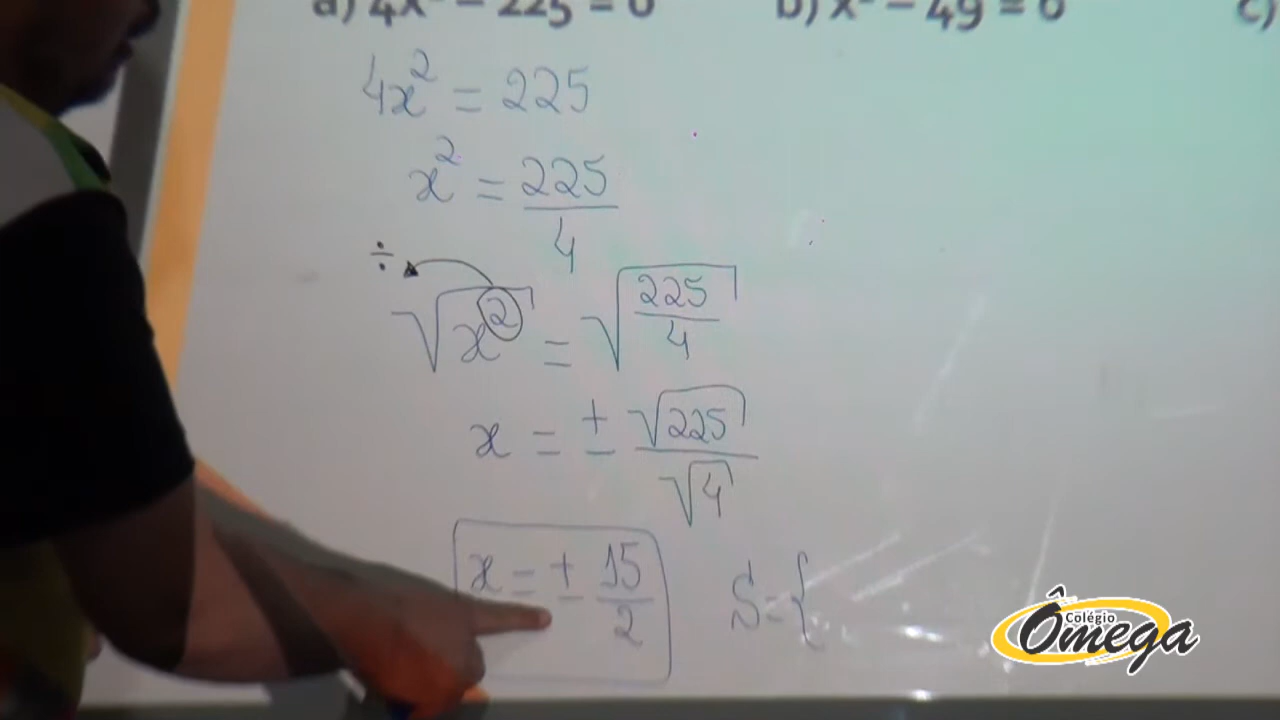 a) 4x² - 225 = 0 b) x² - 49 = 0 c)
4x² = 225
x² = 225/4
÷
√x² = √(225/4)
x = ± √225/√4
x = ± 15/2 S = {
Colégio
Ômega